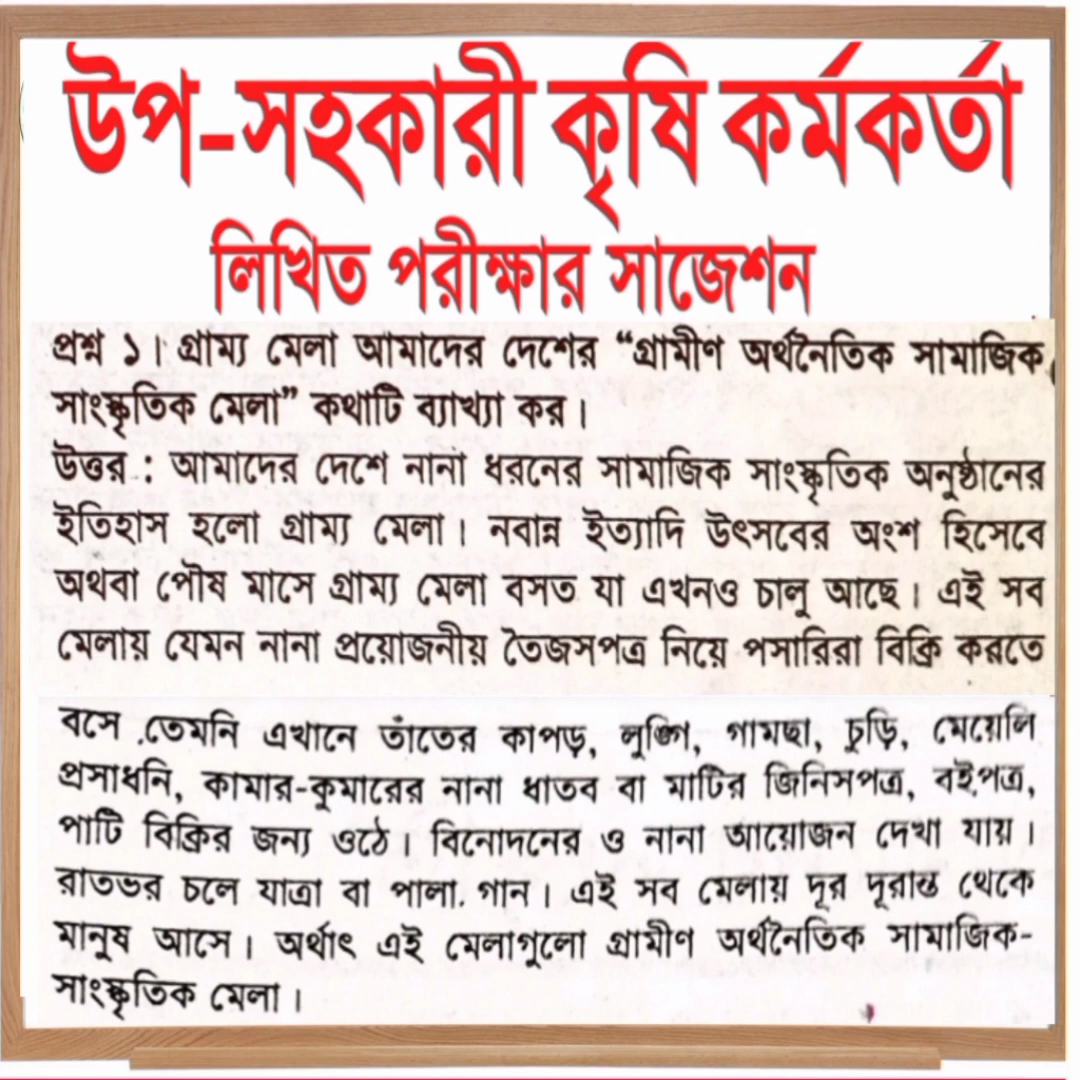 উপ-সহকারী কৃষি কর্মকর্তা
লিখিত পরীক্ষার সাজেশন
প্রশ্ন ১। গ্রাম্য মেলা আমাদের দেশের “গ্রামীণ অর্থনৈতিক সামাজিক
সাংস্কৃতিক মেলা” কথাটি ব্যাখ্যা কর।
উত্তর : আমাদের দেশে নানা ধরনের সামাজিক সাংস্কৃতিক অনুষ্ঠানের
ইতিহাস হলো গ্রাম্য মেলা। নবান্ন ইত্যাদি উৎসবের অংশ হিসেবে
অথবা পৌষ মাসে গ্রাম্য মেলা বসত যা এখনও চালু আছে। এই সব
মেলায় যেমন নানা প্রয়োজনীয় তৈজসপত্র নিয়ে পসারিরা বিক্রি করতে
বসে তেমনি এখানে তাঁতের কাপড়, লুঙ্গি, গামছা, চুড়ি, মেয়েলি
প্রসাধনি, কামার-কুমারের নানা ধাতব বা মাটির জিনিসপত্র, বইপত্র,
পাটি বিক্রির জন্য ওঠে। বিনোদনের ও নানা আয়োজন দেখা যায়।
রাতভর চলে যাত্রা বা পালা. গান। এই সব মেলায় দূর দূরান্ত থেকে
মানুষ আসে। অর্থাৎ এই মেলাগুলো গ্রামীণ অর্থনৈতিক সামাজিক-
সাংস্কৃতিক মেলা।